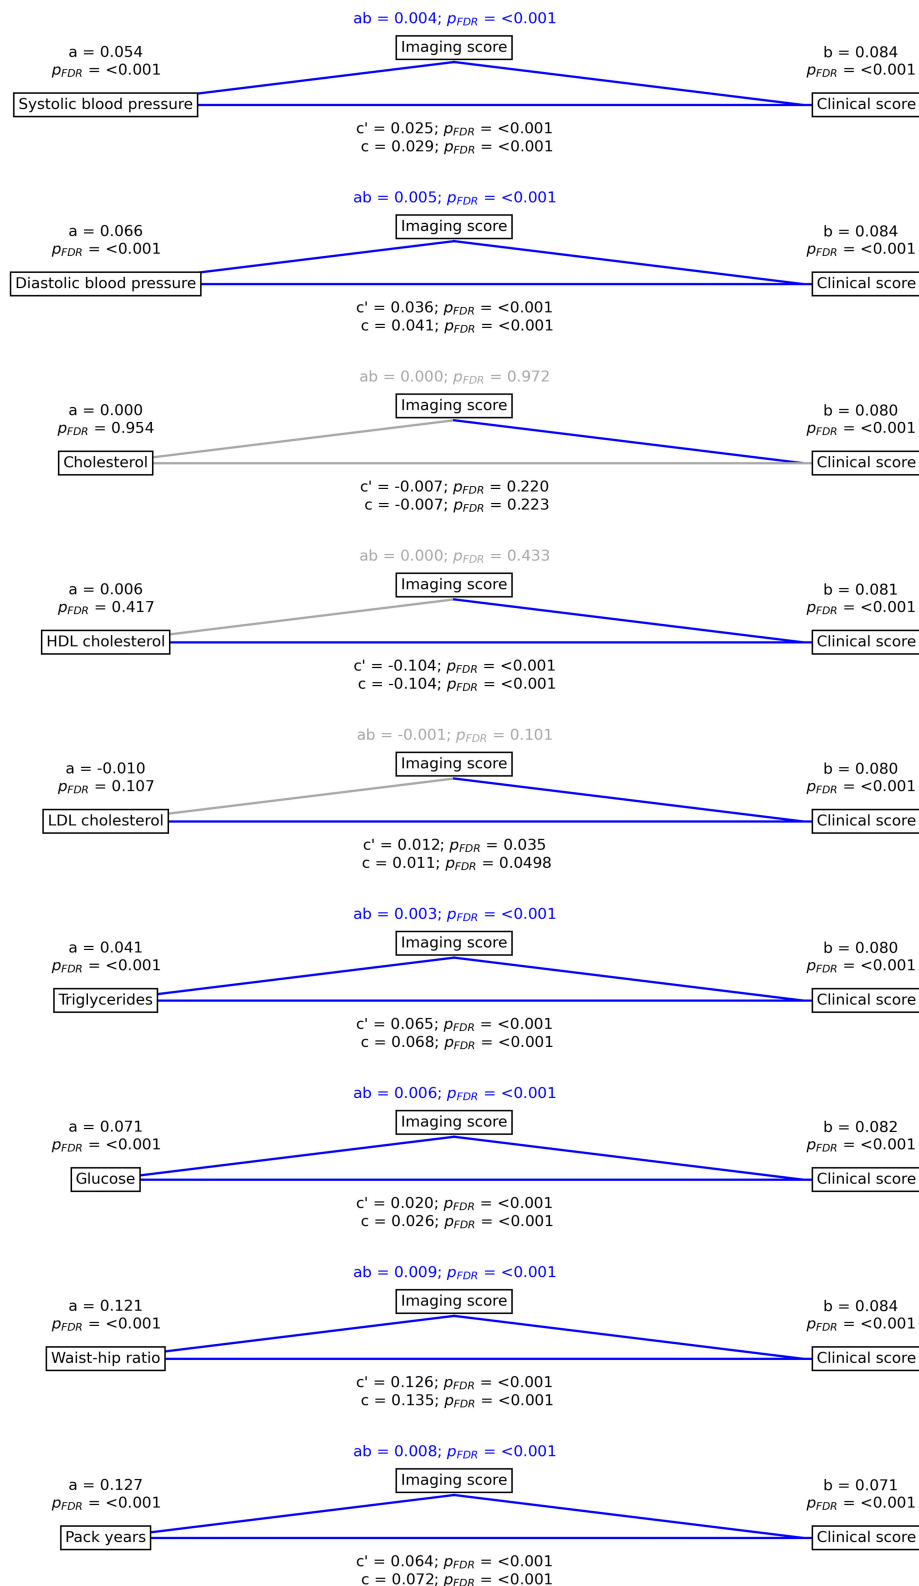 ab = 0.004; pFDR = <0.001
Imaging score
a = 0.054
pFDR = <0.001
b = 0.084
pFDR = <0.001
Systolic blood pressure
Clinical score
c' = 0.025; pFDR = <0.001
c = 0.029; pFDR = <0.001
ab = 0.005; pFDR = <0.001
Imaging score
a = 0.066
pFDR = <0.001
b = 0.084
pFDR = <0.001
Diastolic blood pressure
Clinical score
c' = 0.036; pFDR = <0.001
c = 0.041; pFDR = <0.001
ab = 0.000; pFDR = 0.972
Imaging score
a = 0.000
pFDR = 0.954
b = 0.080
pFDR = <0.001
Cholesterol
Clinical score
c' = -0.007; pFDR = 0.220
c = -0.007; pFDR = 0.223
ab = 0.000; pFDR = 0.433
Imaging score
a = 0.006
pFDR = 0.417
b = 0.081
pFDR = <0.001
HDL cholesterol
Clinical score
c' = -0.104; pFDR = <0.001
c = -0.104; pFDR = <0.001
ab = -0.001; pFDR = 0.101
Imaging score
a = -0.010
pFDR = 0.107
b = 0.080
pFDR = <0.001
LDL cholesterol
Clinical score
c' = 0.012; pFDR = 0.035
c = 0.011; pFDR = 0.0498
ab = 0.003; pFDR = <0.001
Imaging score
a = 0.041
pFDR = <0.001
b = 0.080
pFDR = <0.001
Triglycerides
Clinical score
c' = 0.065; pFDR = <0.001
c = 0.068; pFDR = <0.001
ab = 0.006; pFDR = <0.001
Imaging score
a = 0.071
pFDR = <0.001
b = 0.082
pFDR = <0.001
Glucose
Clinical score
c' = 0.020; pFDR = <0.001
c = 0.026; pFDR = <0.001
ab = 0.009; pFDR = <0.001
Imaging score
a = 0.121
pFDR = <0.001
b = 0.084
pFDR = <0.001
Waist-hip ratio
Clinical score
c' = 0.126; pFDR = <0.001
c = 0.135; pFDR = <0.001
ab = 0.008; pFDR = <0.001
Imaging score
a = 0.127
pFDR = <0.001
b = 0.071
pFDR = <0.001
Pack years
Clinical score
c' = 0.064; pFDR = <0.001
c = 0.072; pFDR = <0.001